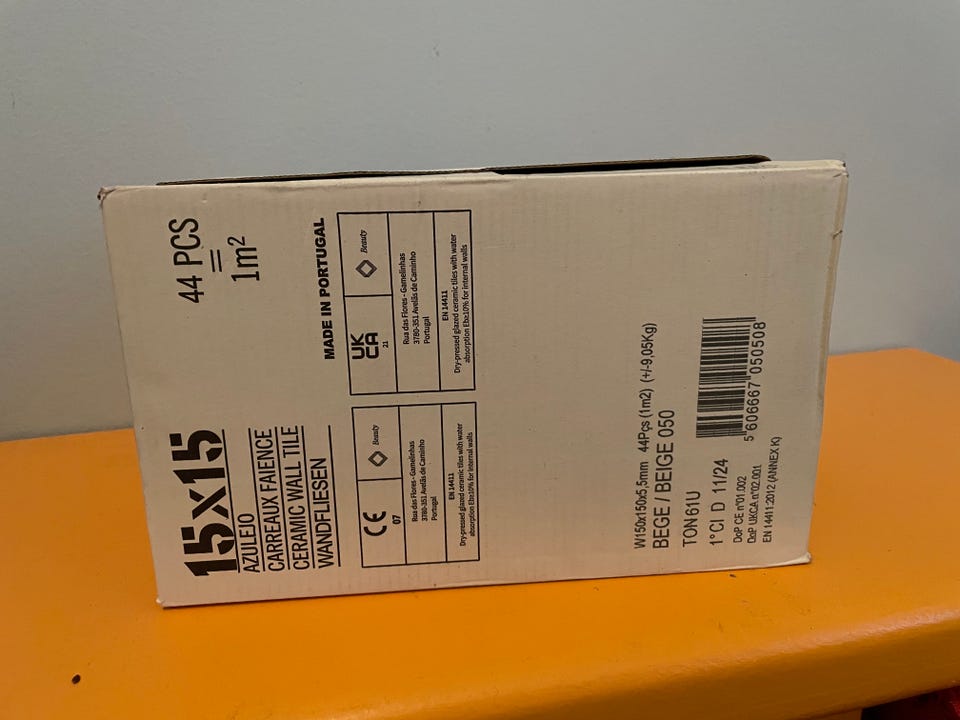 15x15
AZULEJO
CARREAUX FAIENCE
CERAMIC WALL TILE
WANDFLIESEN
44 PCS
=
1m²
MADE IN PORTUGAL
CE
07
Beauty
Rua das Flores - Gamelinhas
3780-351 Avelãs de Caminho
Portugal
EN 14411
Dry-pressed glazed ceramic tiles with water
absorption Eb≥10% for internal walls
UK
CA
21
Beauty
Rua das Flores - Gamelinhas
3780-351 Avelãs de Caminho
Portugal
EN 14411
Dry-pressed glazed ceramic tiles with water
absorption Eb≥10% for internal walls
W150x150x5,5mm 44Pçs (1m2) (+/-9,05Kg)
BEGE / BEIGE 050
TON 61U
1° CI D 11/24
DoP CE n°01.002
DoP UKCA n°02.001
EN 14411:2012 (ANNEX K)
5 606667 050508